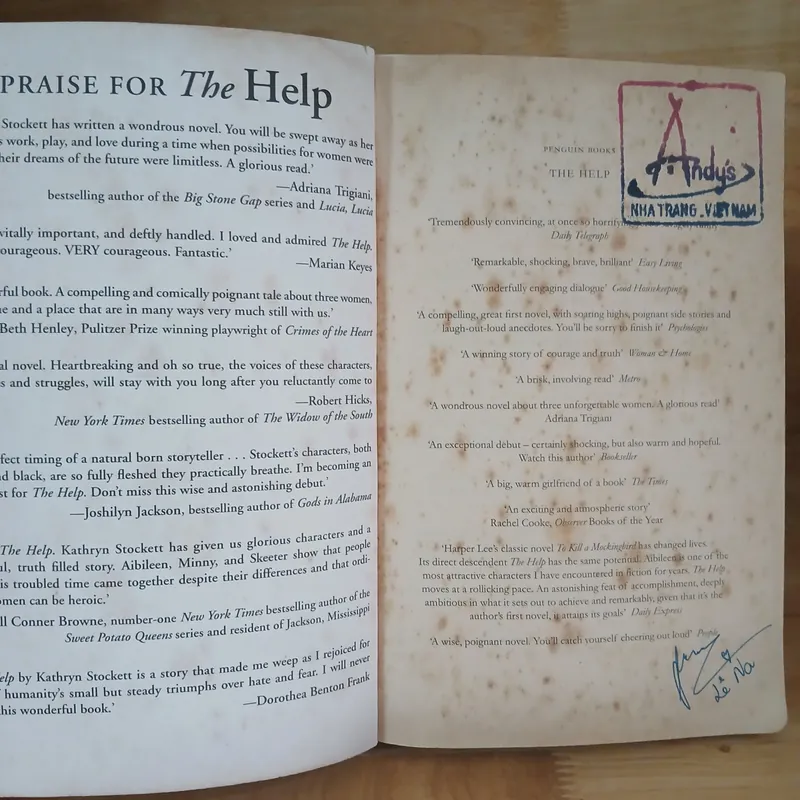 PRAISE FOR The Help
Stockett has written a wondrous novel. You will be swept away as her
work, play, and love during a time when possibilities for women were
heir dreams of the future were limitless. A glorious read.’
—Adriana Trigiani,
bestselling author of the Big Stone Gap series and Lucia, Lucia
vitally important, and deftly handled. I loved and admired The Help.
ourageous. VERY courageous. Fantastic.’
—Marian Keyes
rful book. A compelling and comically poignant tale about three women,
e and a place that are in many ways very much still with us.’
Beth Henley, Pulitzer Prize winning playwright of Crimes of the Heart
al novel. Heartbreaking and oh so true, the voices of these characters,
s and struggles, will stay with you long after you reluctantly come to
—Robert Hicks,
New York Times bestselling author of The Widow of the South
fect timing of a natural born storyteller . . . Stockett’s characters, both
d black, are so fully fleshed they practically breathe. I’m becoming an
st for The Help. Don’t miss this wise and astonishing debut.’
—Joshilyn Jackson, bestselling author of Gods in Alabama
The Help. Kathryn Stockett has given us glorious characters and a
ul, truth filled story. Aibileen, Minny, and Skeeter show that people
is troubled time came together despite their differences and that ordi-
omen can be heroic.’
ll Conner Browne, number-one New York Times bestselling author of the
Sweet Potato Queens series and resident of Jackson, Mississippi
elp by Kathryn Stockett is a story that made me weep as I rejoiced for
humanity’s small but steady triumphs over hate and fear. I will never
this wonderful book.’
—Dorothea Benton Frank
Andy's
NHA TRANG . VIET NAM
PENGUIN BOOKS
THE HELP
‘Tremendously convincing, at once so horrify
Daily Telegraph
‘Remarkable, shocking, brave, brilliant’ Easy Living
‘Wonderfully engaging dialogue’ Good Housekeeping
‘A compelling, great first novel, with soaring highs, poignant side stories and
laugh-out-loud anecdotes. You’ll be sorry to finish it’ Psychologies
‘A winning story of courage and truth’ Woman & Home
‘A brisk, involving read’ Metro
‘A wondrous novel about three unforgettable women. A glorious read’
Adriana Trigiani
‘An exceptional debut – certainly shocking, but also warm and hopeful.
Watch this author’ Bookseller
‘A big, warm girlfriend of a book’ The Times
‘An exciting and atmospheric story’
Rachel Cooke, Observer Books of the Year
‘Harper Lee’s classic novel To Kill a Mockingbird has changed lives.
Its direct descendent The Help has the same potential. Aibileen is one of the
most attractive characters I have encountered in fiction for years. The Help
moves at a rollicking pace. An astonishing feat of accomplishment, deeply
ambitious in what it sets out to achieve and remarkably, given that it’s the
author’s first novel, it attains its goals’ Daily Express
‘A wise, poignant novel. You’ll catch yourself cheering out loud’ People
Lê Na